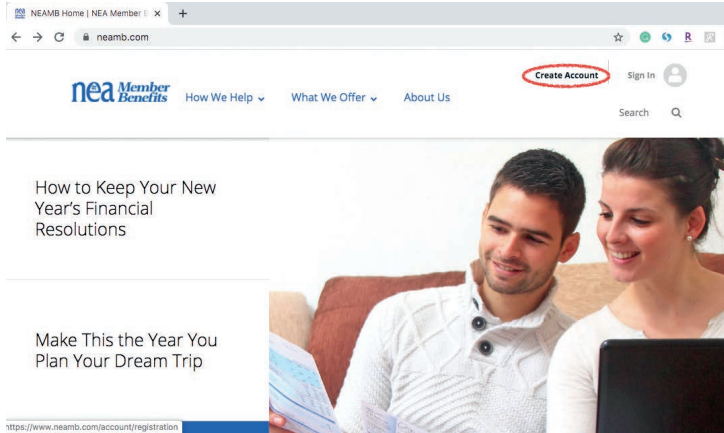 NEAMB Home | NEA Member B
neamb.com
Create Account
Sign In
nea Member Benefits
How We Help
What We Offer
About Us
Search
How to Keep Your New
Year's Financial
Resolutions
Make This the Year You
Plan Your Dream Trip
https://www.neamb.com/account/registration